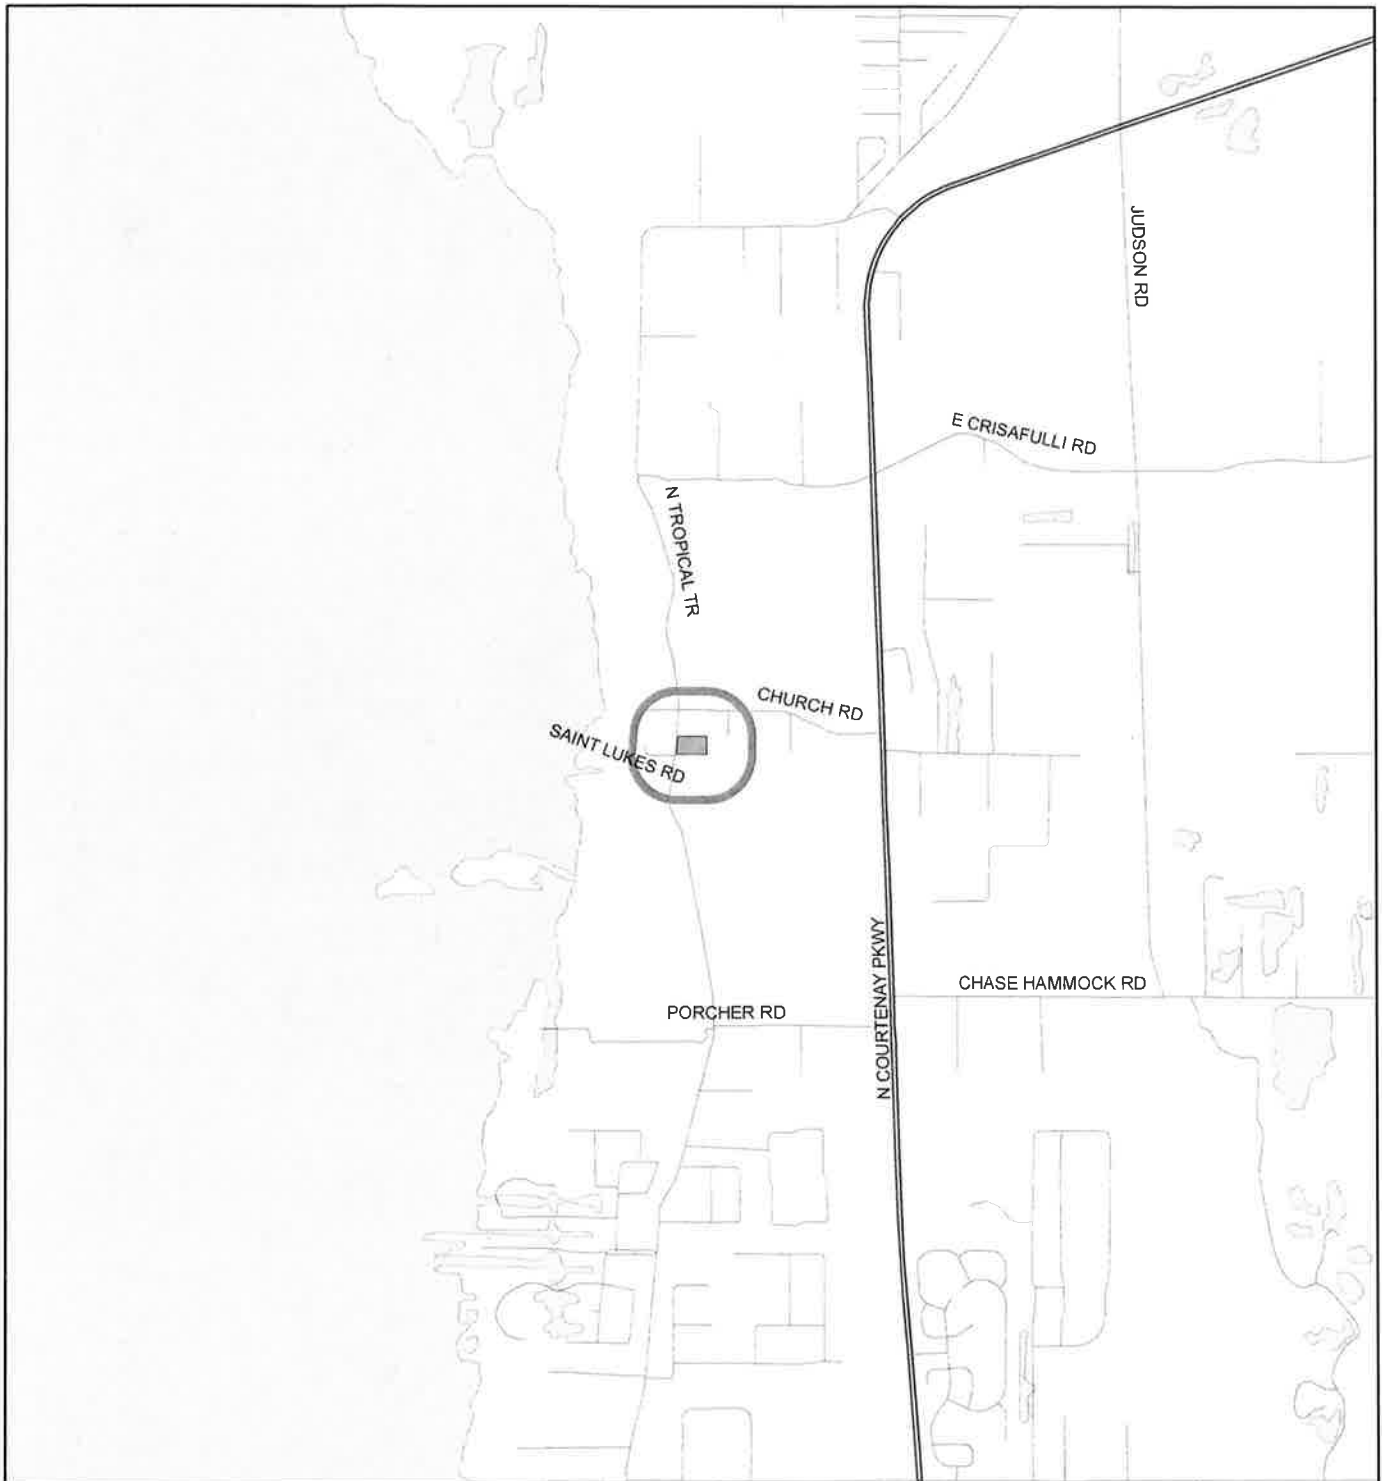 JUDSON RD
E CRISAFULLI RD
N TROPICAL TR
CHURCH RD
SAINT LUKES RD
N COURTENAY PKWY
CHASE HAMMOCK RD
PORCHER RD